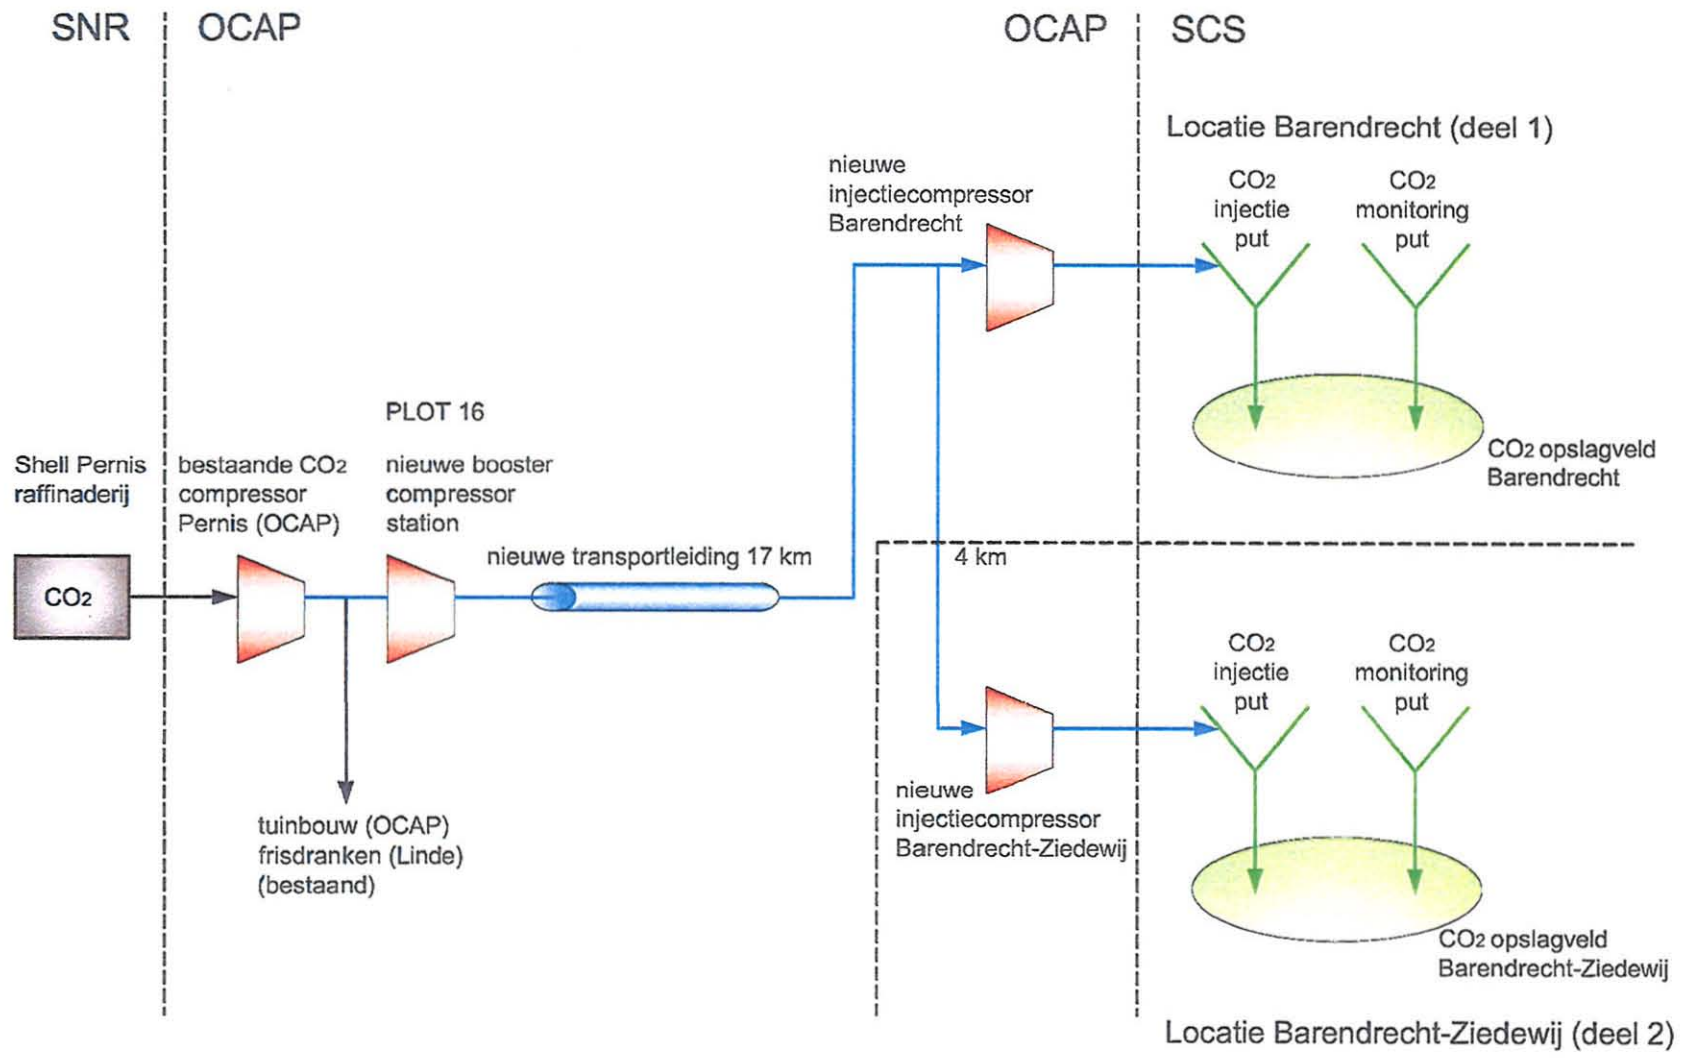 SNR
OCAP
OCAP
SCS
Locatie Barendrecht (deel 1)
nieuwe
injectiecompressor
Barendrecht
CO2
injectie
put
CO2
monitoring
put
CO2 opslagveld
Barendrecht
PLOT 16
Shell Pernis
raffinaderij
bestaande CO2
compressor
Pernis (OCAP)
nieuwe booster
compressor
station
nieuwe transportleiding 17 km
4 km
CO2
tuinbouw (OCAP)
frisdranken (Linde)
(bestaand)
nieuwe
injectiecompressor
Barendrecht-Ziedewij
CO2
injectie
put
CO2
monitoring
put
CO2 opslagveld
Barendrecht-Ziedewij
Locatie Barendrecht-Ziedewij (deel 2)